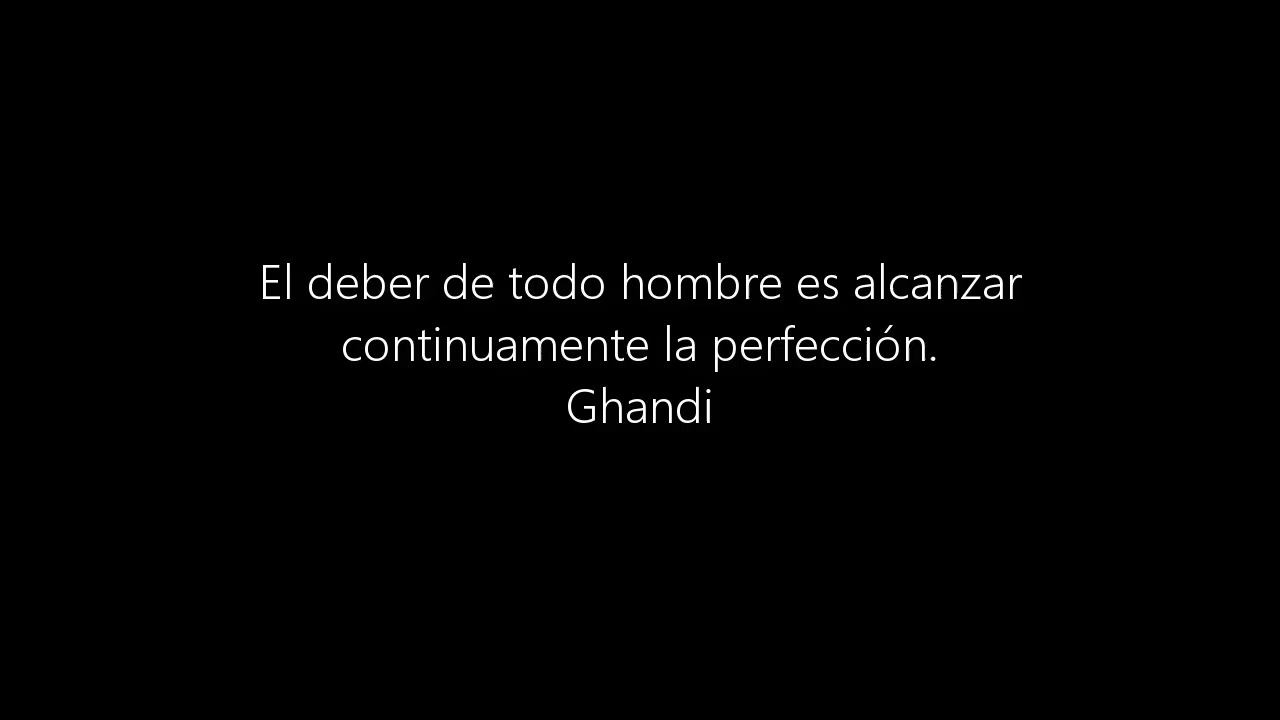 El deber de todo hombre es alcanzar
continuamente la perfección.
Ghandi